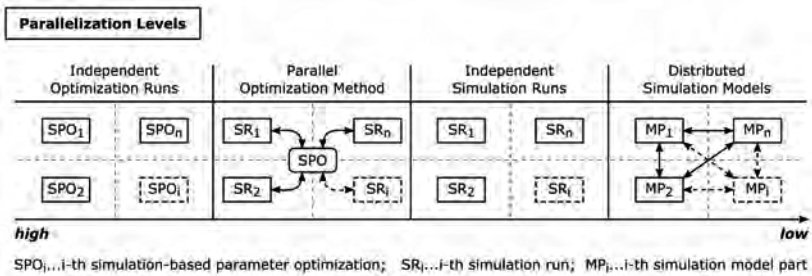 Parallelization Levels
Independent Optimization Runs
Parallel Optimization Method
Independent Simulation Runs
Distributed Simulation Models
SPO1 SPOn SR1 SRn SR1 SRn MP1 MPn
SPO
SPO2 SPOi SR2 SRi SR2 SRi MP2 MPi
high low
SPOi...i-th simulation-based parameter optimization; SRi...i-th simulation run; MPi...i-th simulation model part